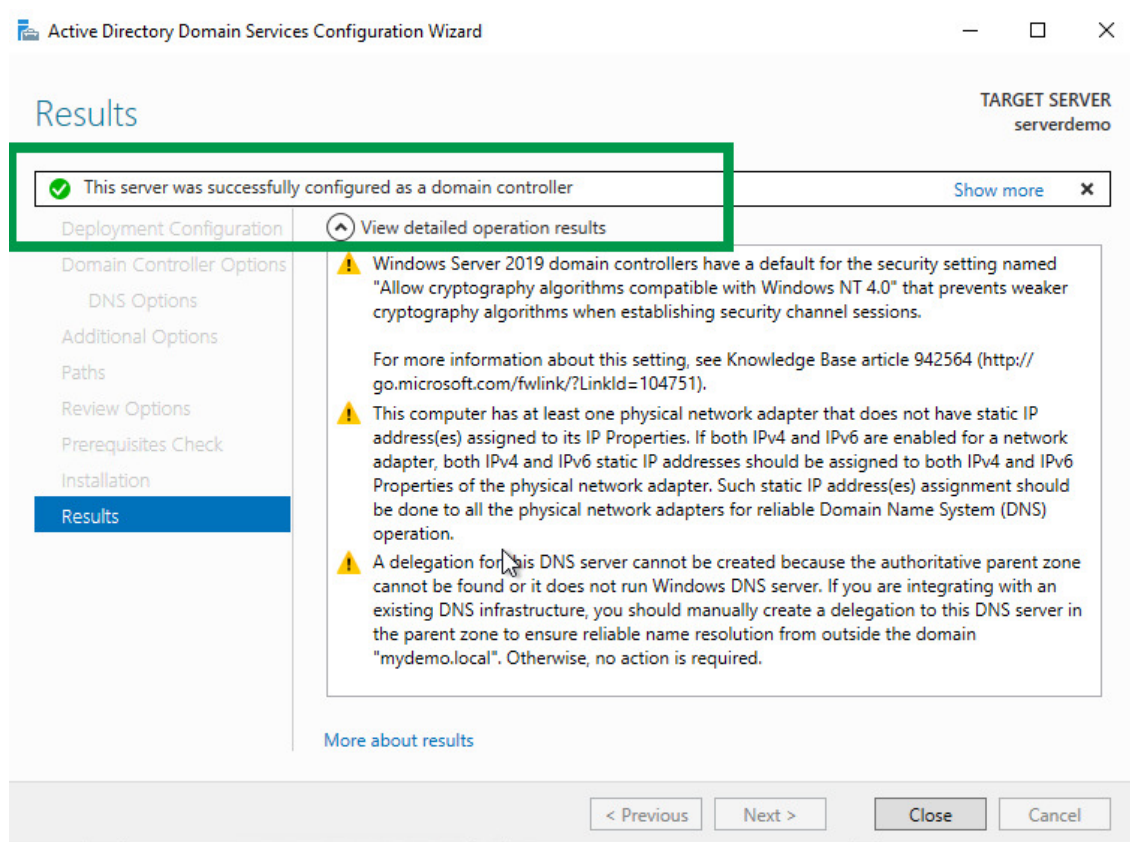 Active Directory Domain Services Configuration Wizard
Results
TARGET SERVER
serverdemo
This server was successfully configured as a domain controller
Show more
Deployment Configuration
Domain Controller Options
DNS Options
Additional Options
Paths
Review Options
Prerequisites Check
Installation
Results
View detailed operation results
Windows Server 2019 domain controllers have a default for the security setting named
"Allow cryptography algorithms compatible with Windows NT 4.0" that prevents weaker
cryptography algorithms when establishing security channel sessions.
For more information about this setting, see Knowledge Base article 942564 (http://
go.microsoft.com/fwlink/?LinkId=104751).
This computer has at least one physical network adapter that does not have static IP
address(es) assigned to its IP Properties. If both IPv4 and IPv6 are enabled for a network
adapter, both IPv4 and IPv6 static IP addresses should be assigned to both IPv4 and IPv6
Properties of the physical network adapter. Such static IP address(es) assignment should
be done to all the physical network adapters for reliable Domain Name System (DNS)
operation.
A delegation for this DNS server cannot be created because the authoritative parent zone
cannot be found or it does not run Windows DNS server. If you are integrating with an
existing DNS infrastructure, you should manually create a delegation to this DNS server in
the parent zone to ensure reliable name resolution from outside the domain
"mydemo.local". Otherwise, no action is required.
More about results
< Previous
Next >
Close
Cancel